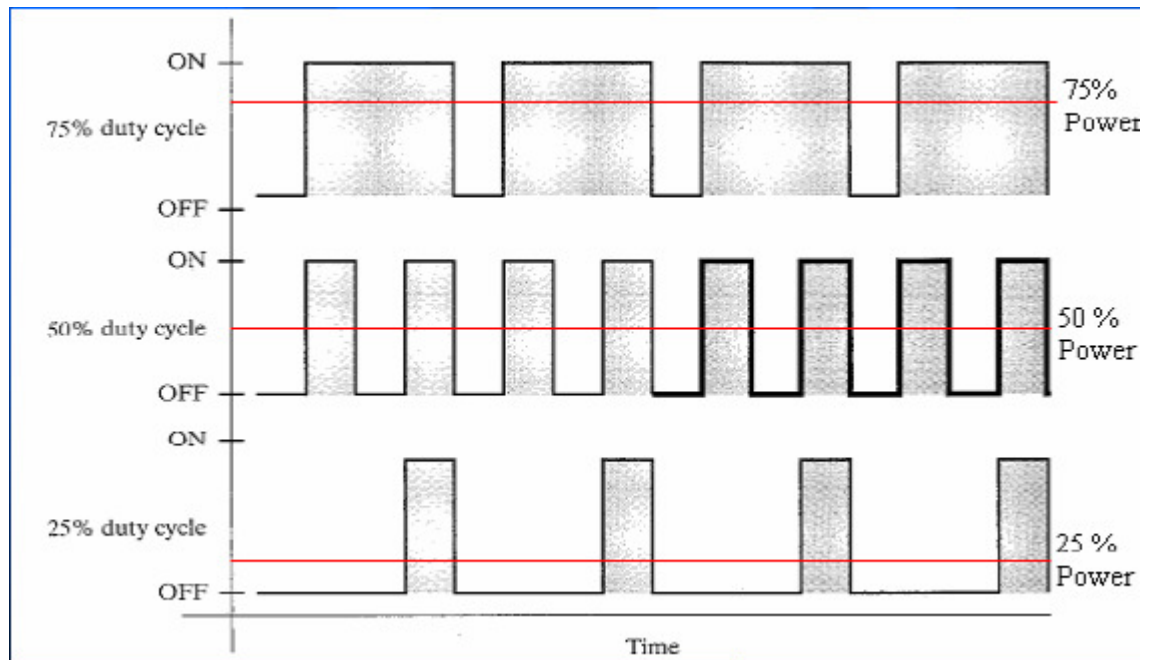 ON
75%
Power
75% duty cycle
OFF
ON
50 %
Power
50% duty cycle
OFF
ON
25% duty cycle
25 %
Power
OFF
Time